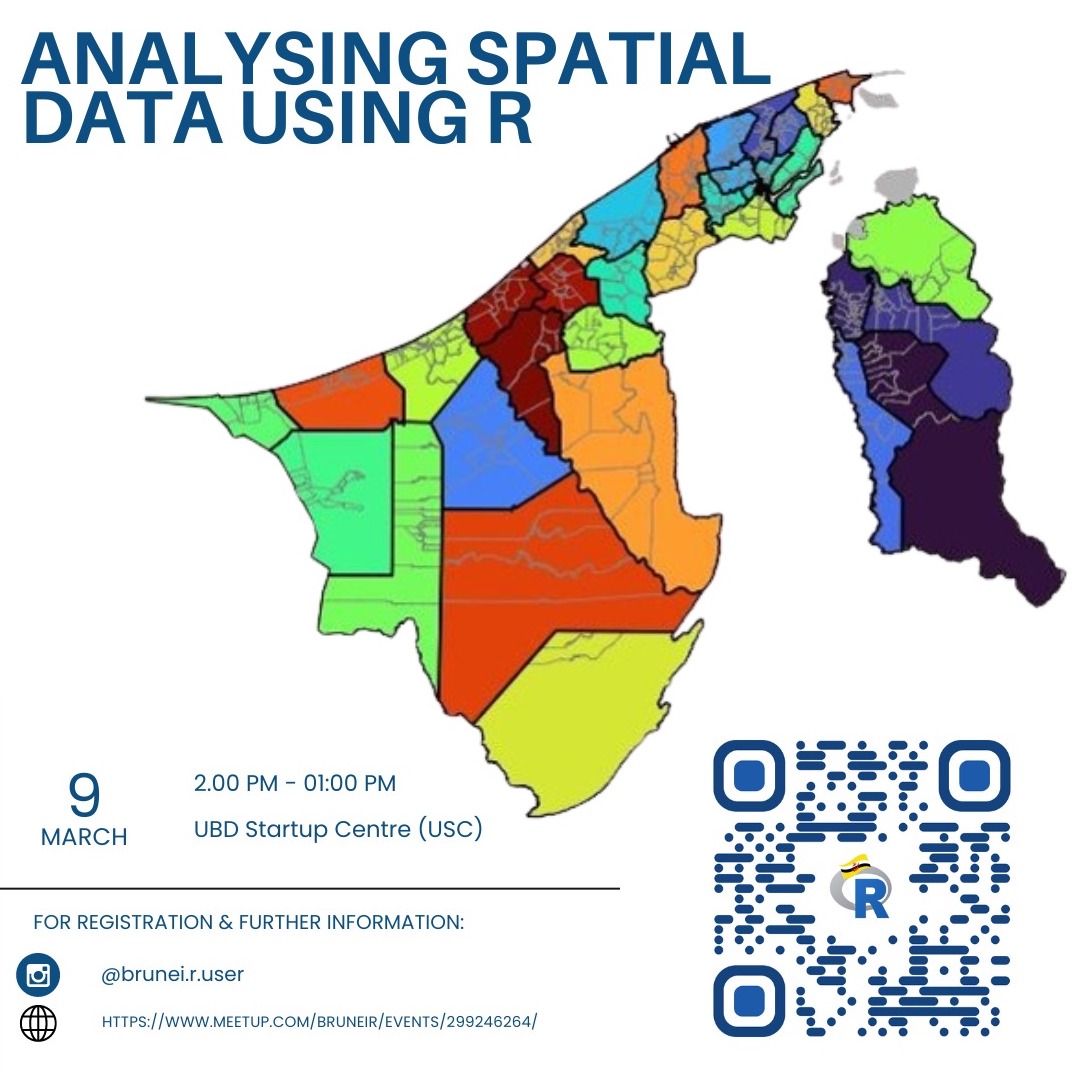 ANALYSING SPATIAL
DATA USING R
9
MARCH
2.00 PM - 01:00 PM
UBD Startup Centre (USC)
R
FOR REGISTRATION & FURTHER INFORMATION:
@brunei.r.user
HTTPS://WWW.MEETUP.COM/BRUNEIR/EVENTS/299246264/